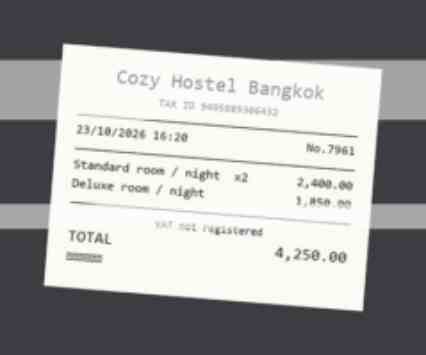 Cozy Hostel Bangkok
TAX ID 9495889306432
23/10/2026 16:20 No.7961
Standard room / night x2 2,400.00
Deluxe room / night 1,850.00
VAT not registered
TOTAL 4,250.00